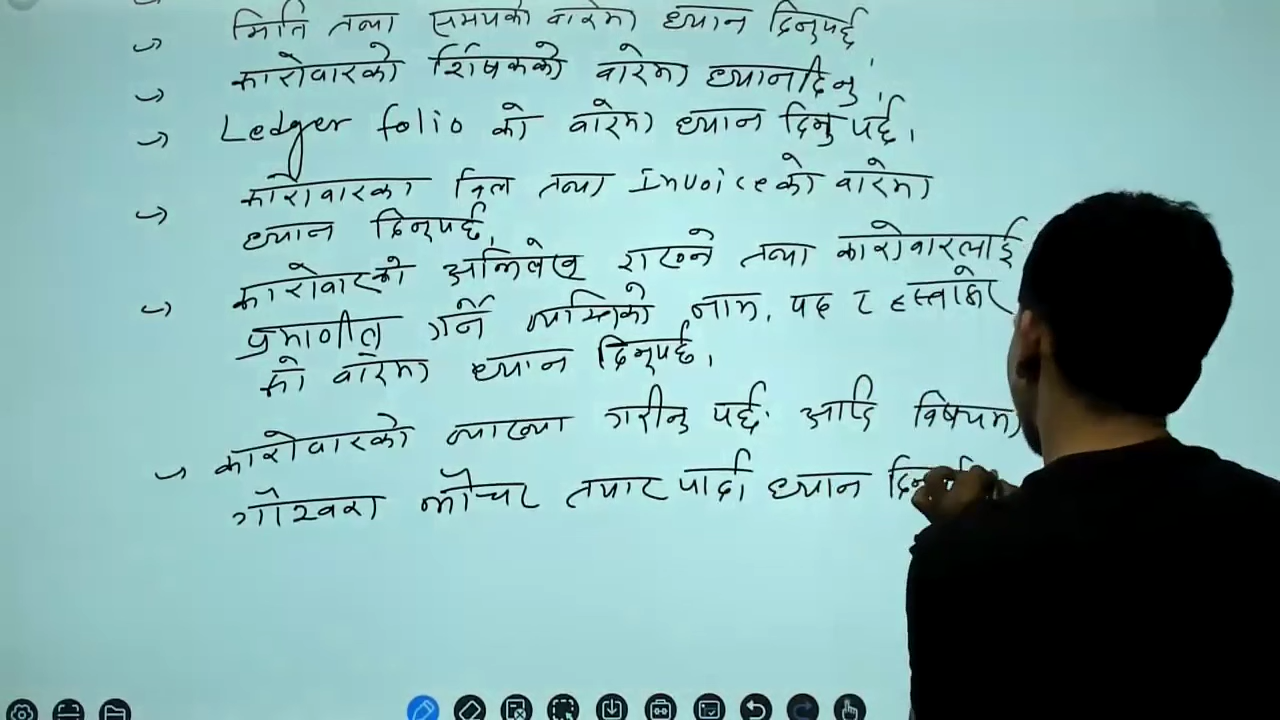 मिति तथा समयको बारेमा ध्यान दिनुपर्छ
कारोवारको र्शिषकको बारेमा ध्यानदिनु
Ledger folio को बारेमा ध्यान दिनु पर्छ।
कारोवारका विल तथा Invoice को बारेमा
ध्यान दिनुपर्छ
कारोवारको अभिलेख राख्ने तथा कारोवारलाई
प्रमाणीत गर्ने व्यक्तिको नाम, पद र हस्ताक्षर
को बारेमा ध्यान दिनुपर्छ।
कारोवारको व्याख्या गरीनु पर्छ आदि विषयमा
गोश्वरा भौचर तयार पार्दा ध्यान